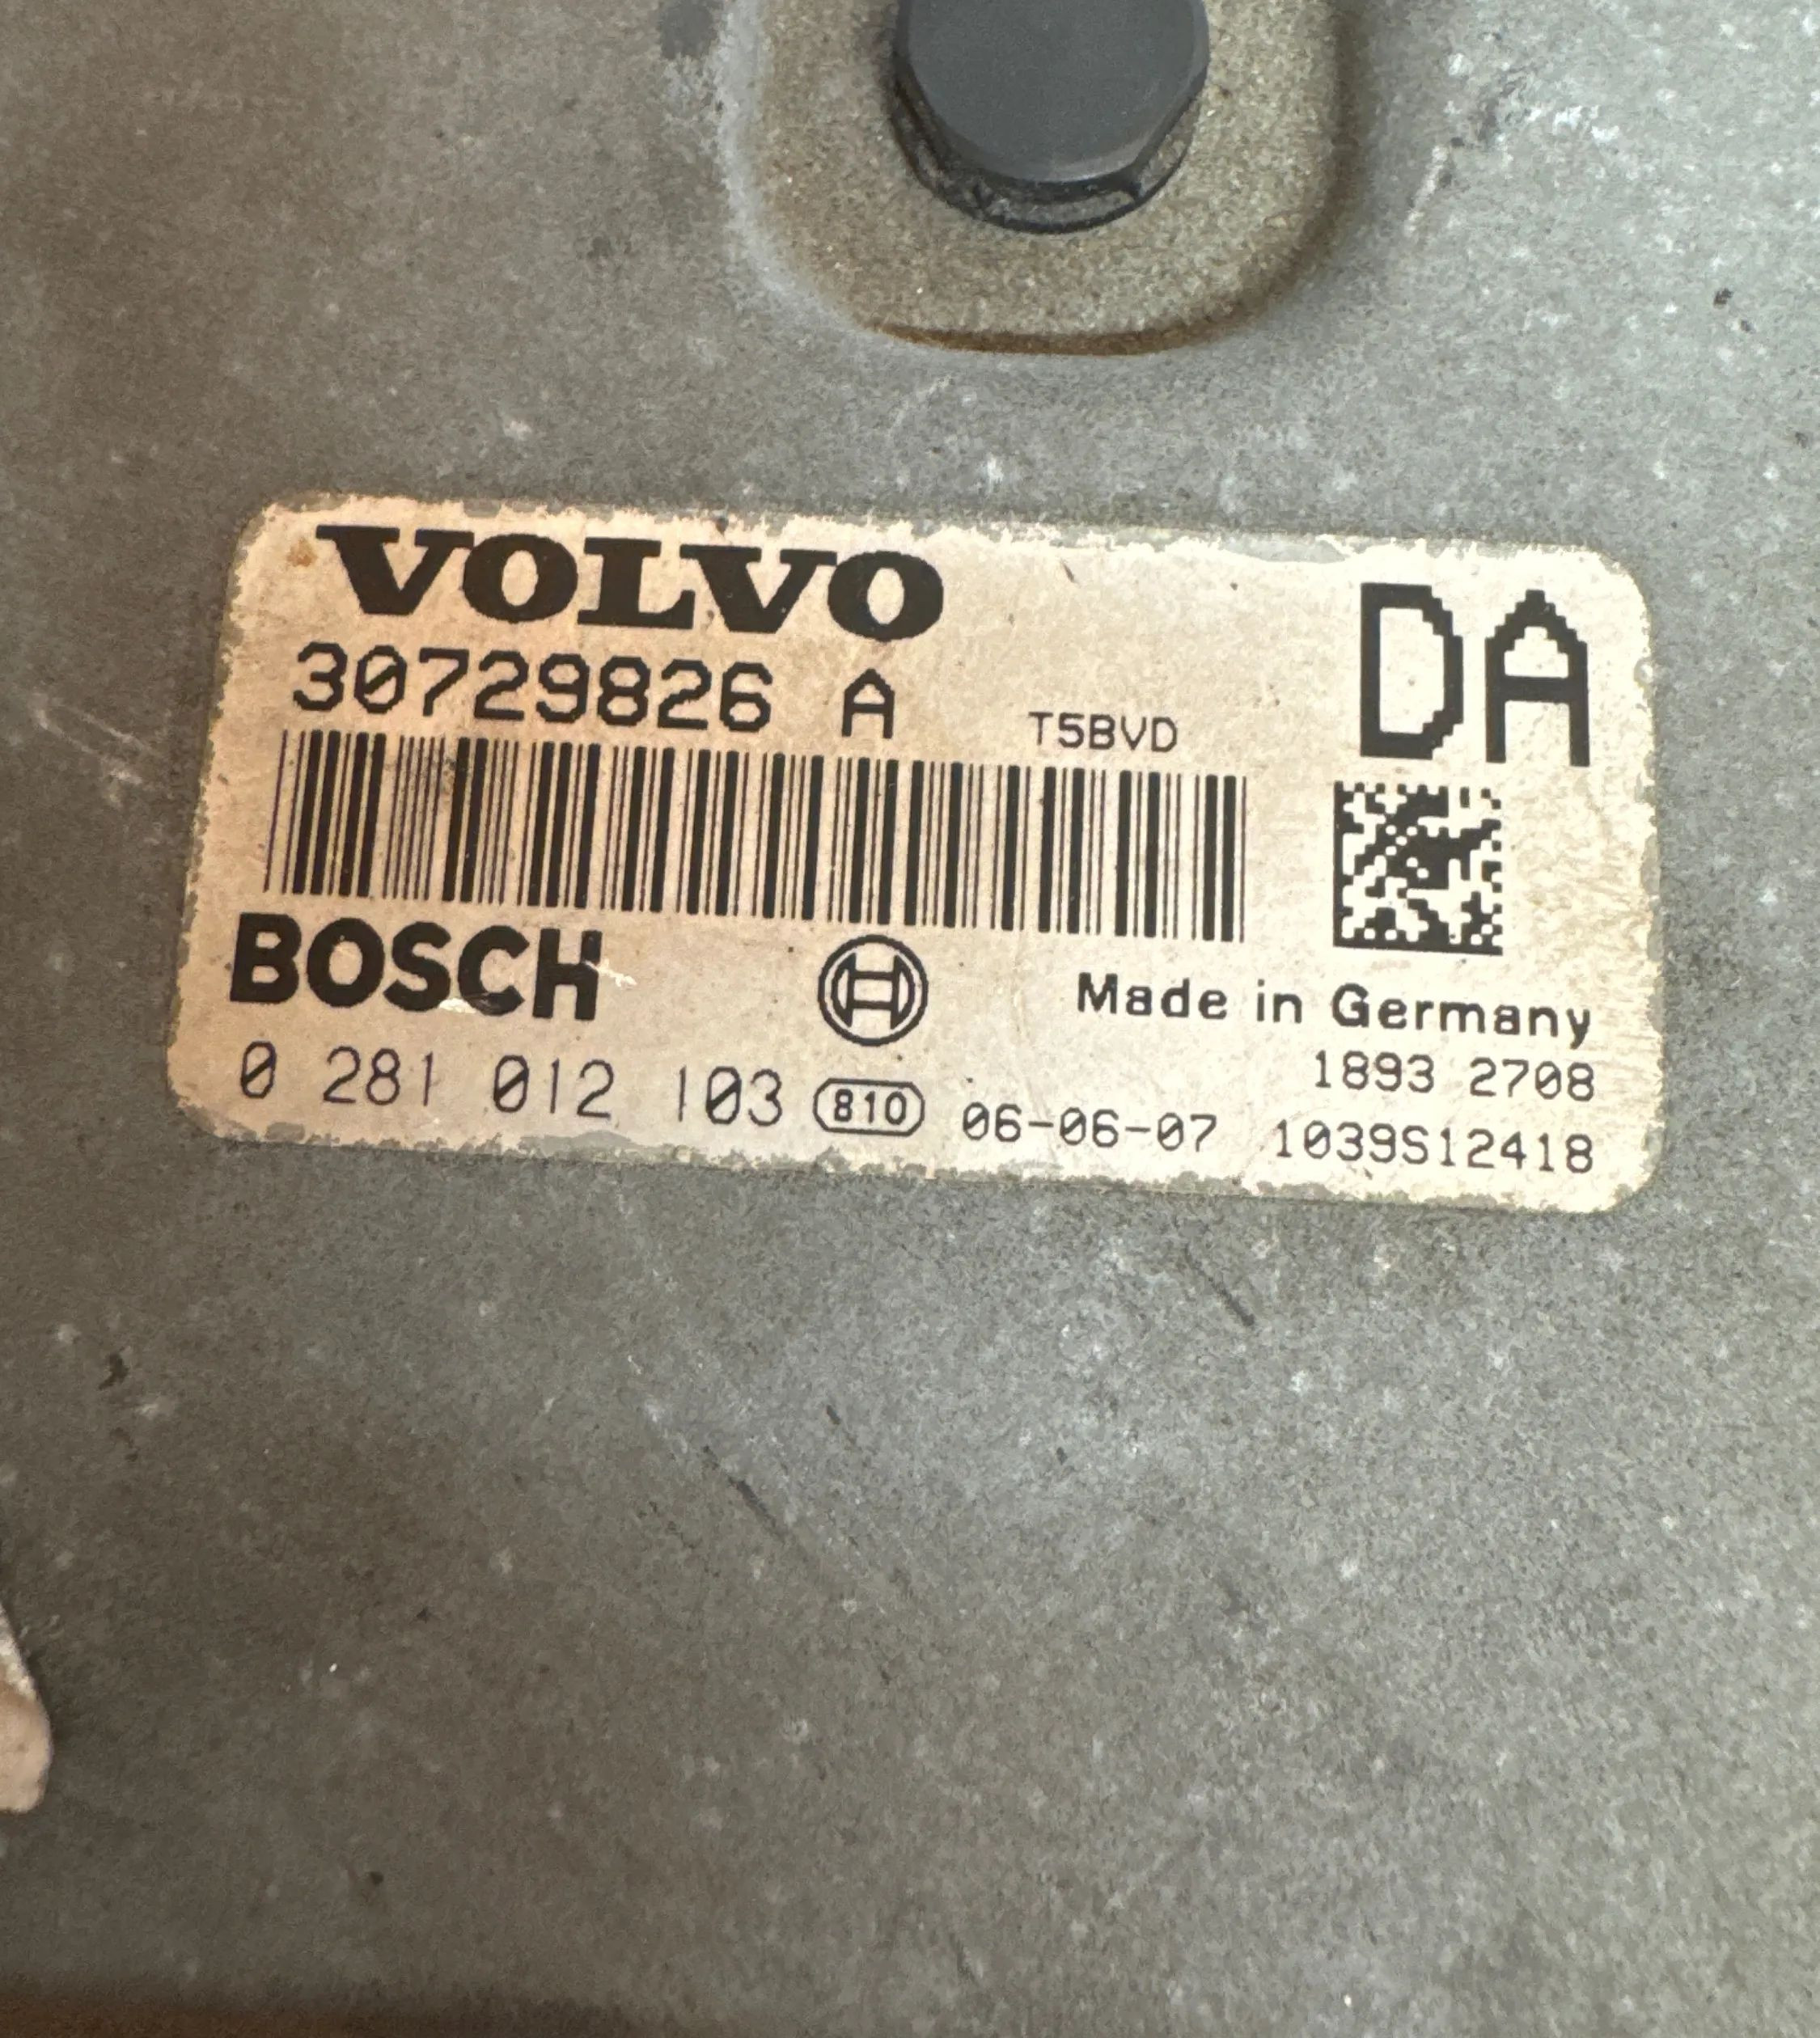 VOLVO
DA
30729826 A
T5BVD
BOSCH
Made in Germany
1893 2708
0 281 012 103 810 06-06-07 1039S12418